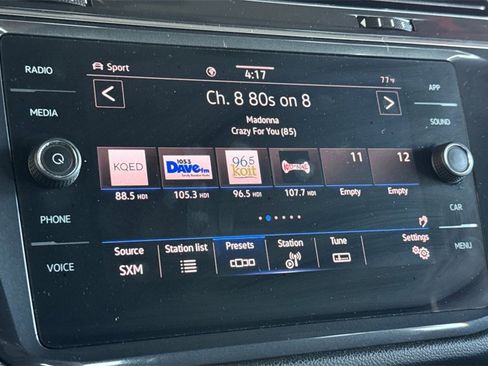 RADIO
MEDIA
PHONE
VOICE
Sport
4:17
77°F
Ch. 8 80s on 8
Madonna
Crazy For You (85)
KQED
105.3
Dave fm
96.5
koit
11
12
88.5 HD1
105.3 HD1
96.5 HD1
107.7 HD1
Empty
Empty
Source
SXM
Station list
Presets
Station
Tune
Settings
APP
SOUND
CAR
MENU